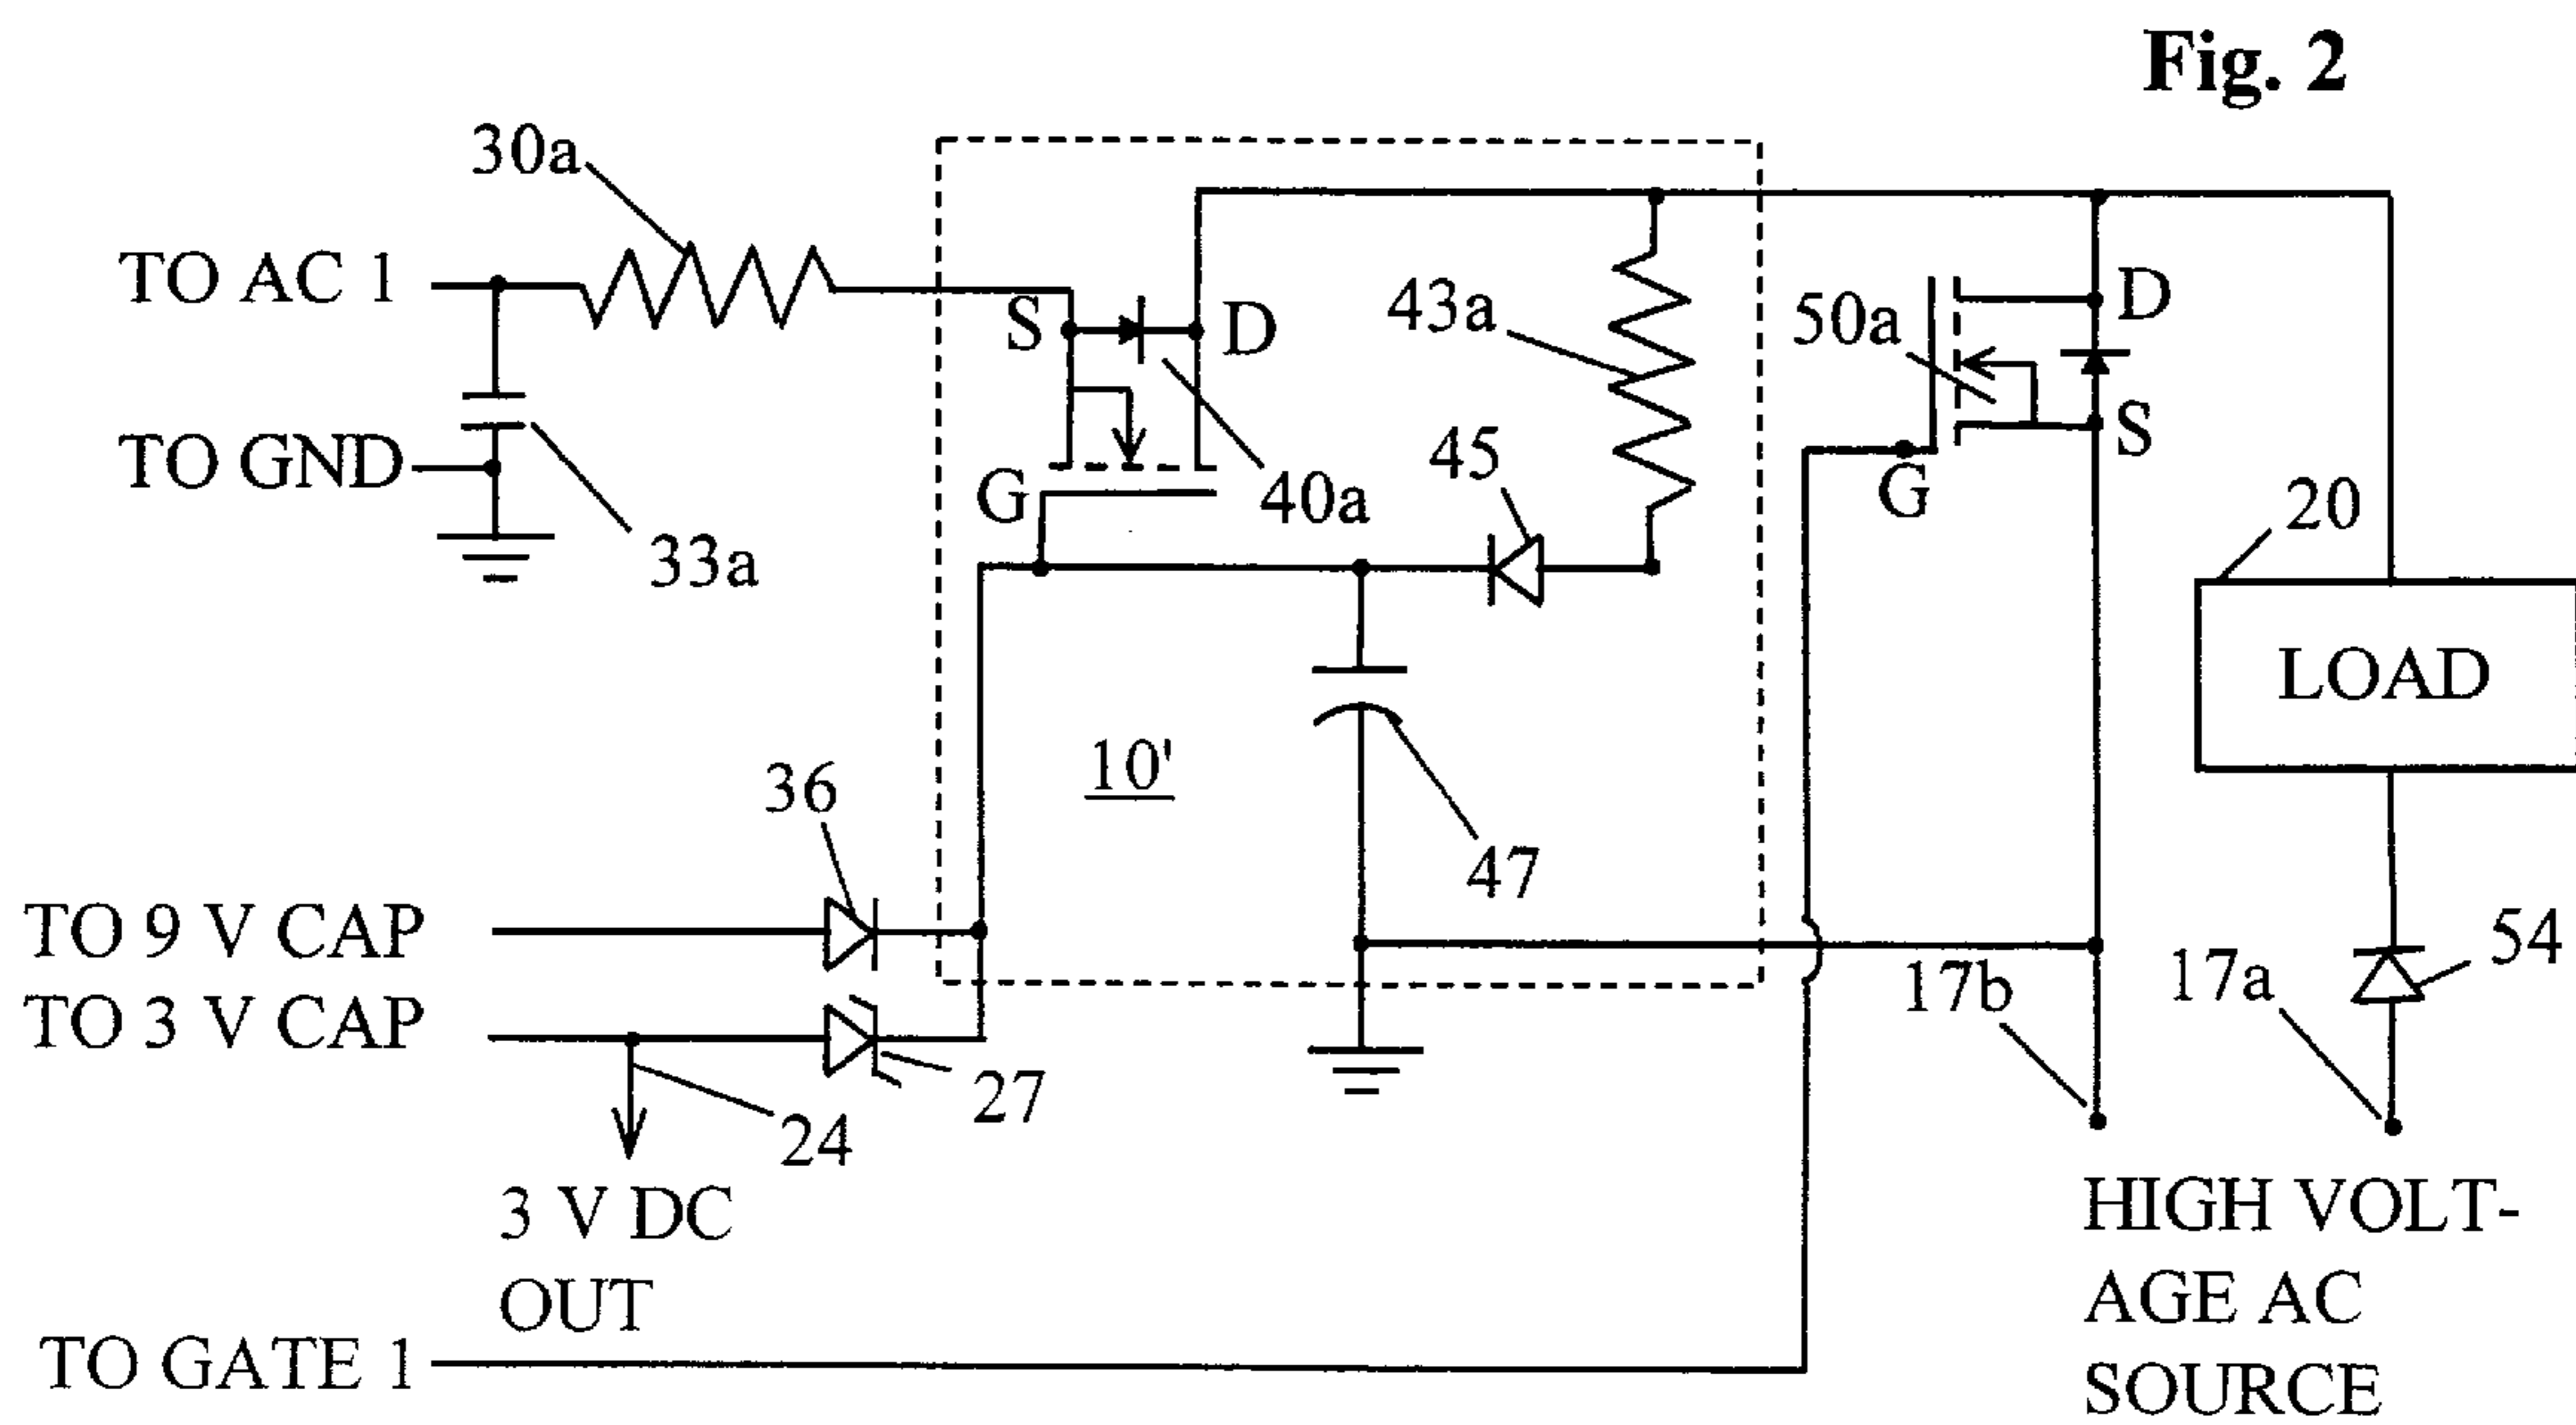 Fig. 2
30a
TO AC 1
S
D
43a
50a
D
TO GND
G
40a
45
S
G
33a
20
LOAD
10'
36
47
TO 9 V CAP
54
17b
17a
TO 3 V CAP
27
24
3 V DC
OUT
HIGH VOLT-
AGE AC
SOURCE
TO GATE 1